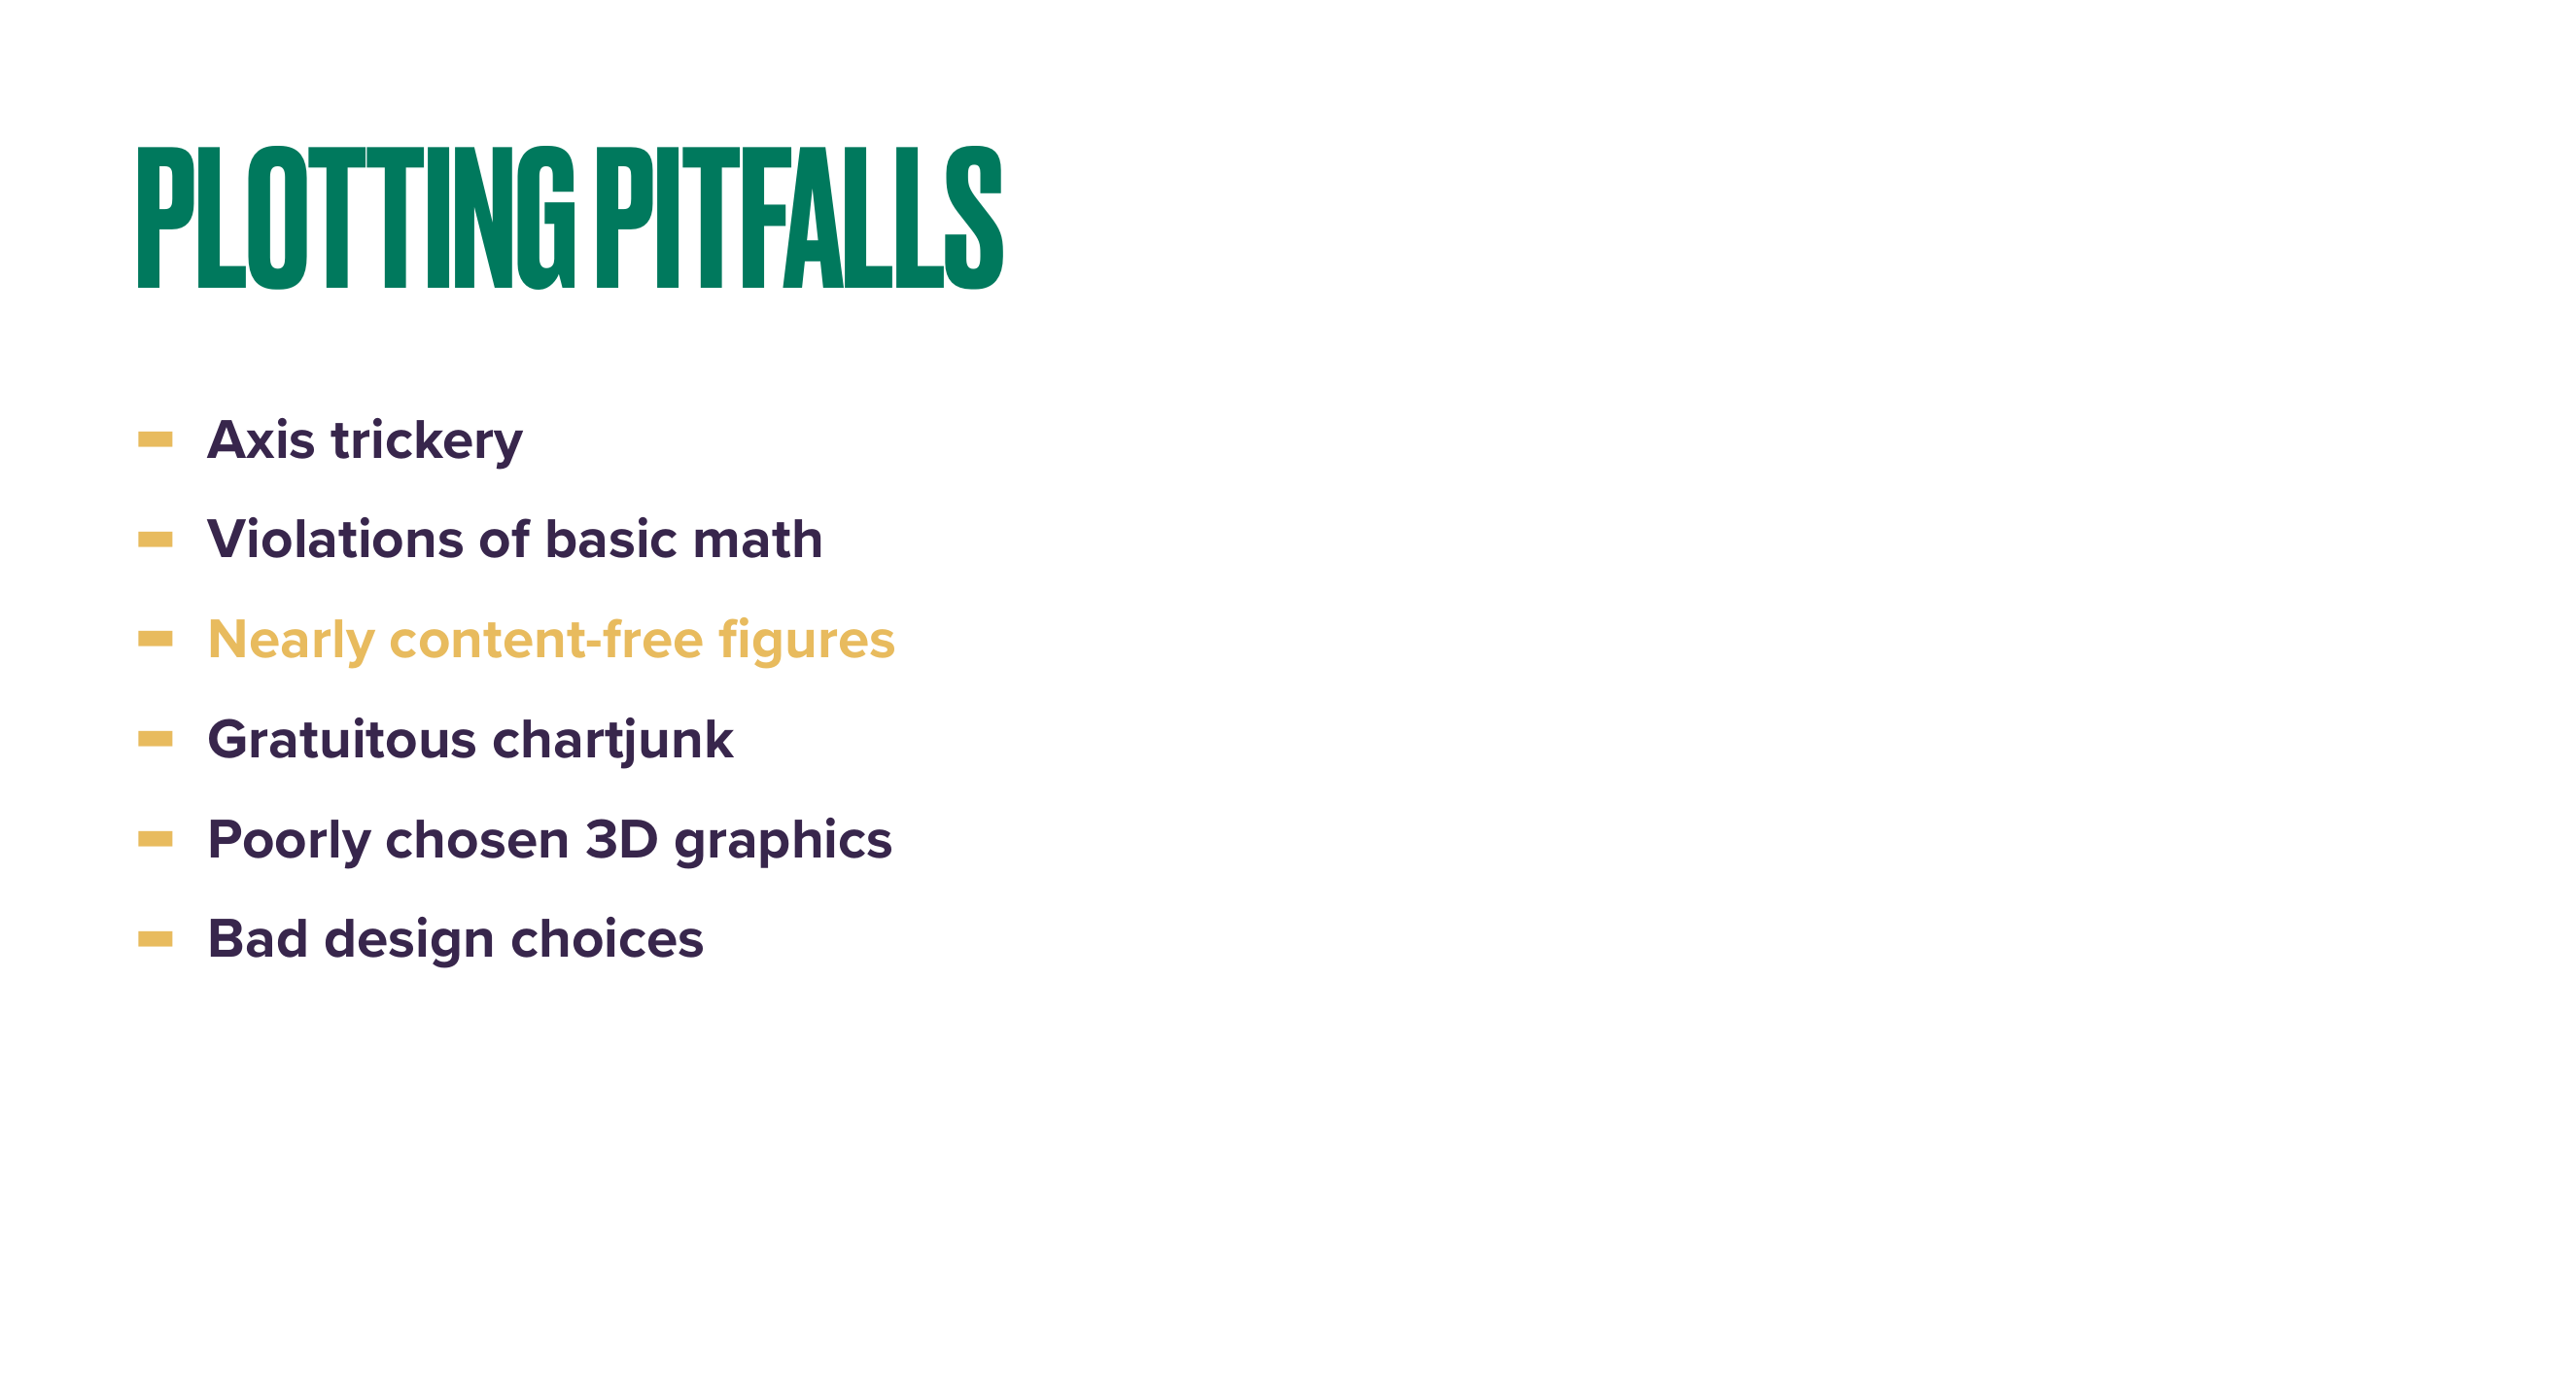 PLOTTING PITFALLS
Axis trickery
Violations of basic math
Nearly content-free figures
Gratuitous chartjunk
Poorly chosen 3D graphics
Bad design choices